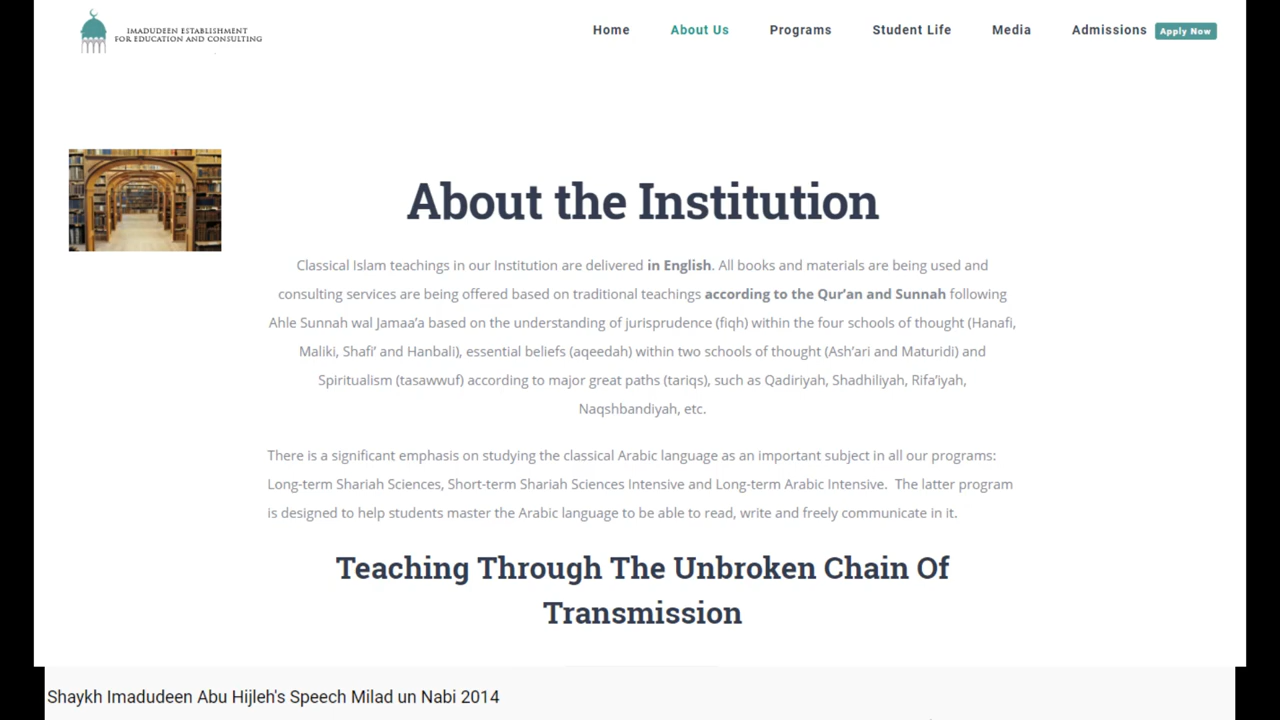 IMADUDEEN ESTABLISHMENT
FOR EDUCATION AND CONSULTING
Home About Us Programs Student Life Media Admissions Apply Now
About the Institution
Classical Islam teachings in our Institution are delivered in English. All books and materials are being used and
consulting services are being offered based on traditional teachings according to the Qur’an and Sunnah following
Ahle Sunnah wal Jamaa’a based on the understanding of jurisprudence (fiqh) within the four schools of thought (Hanafi,
Maliki, Shafi’ and Hanbali), essential beliefs (aqeedah) within two schools of thought (Ash’ari and Maturidi) and
Spiritualism (tasawwuf) according to major great paths (tariqs), such as Qadiriyah, Shadhiliyah, Rifa’iyah,
Naqshbandiyah, etc.
There is a significant emphasis on studying the classical Arabic language as an important subject in all our programs:
Long-term Shariah Sciences, Short-term Shariah Sciences Intensive and Long-term Arabic Intensive.  The latter program
is designed to help students master the Arabic language to be able to read, write and freely communicate in it.
Teaching Through The Unbroken Chain Of
Transmission
Shaykh Imadudeen Abu Hijleh's Speech Milad un Nabi 2014